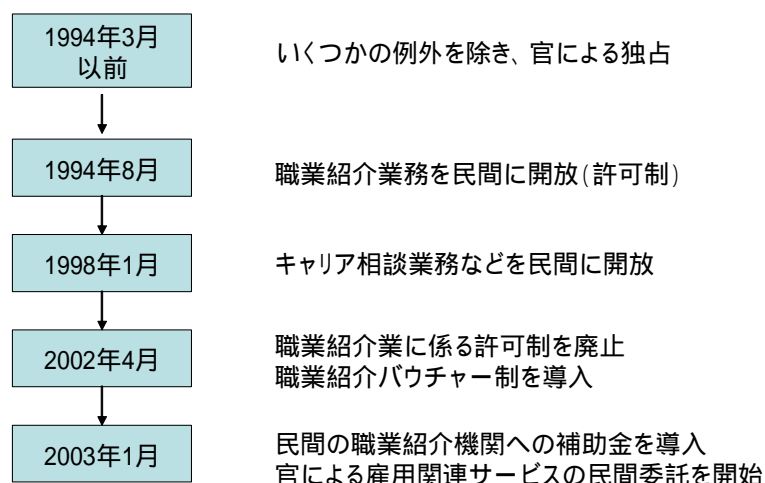 1994年3月
以前
いくつかの例外を除き、官による独占
1994年8月
職業紹介業務を民間に開放(許可制)
1998年1月
キャリア相談業務などを民間に開放
2002年4月
職業紹介業に係る許可制を廃止
職業紹介バウチャー制を導入
2003年1月
民間の職業紹介機関への補助金を導入
官による雇用関連サービスの民間委託を開始